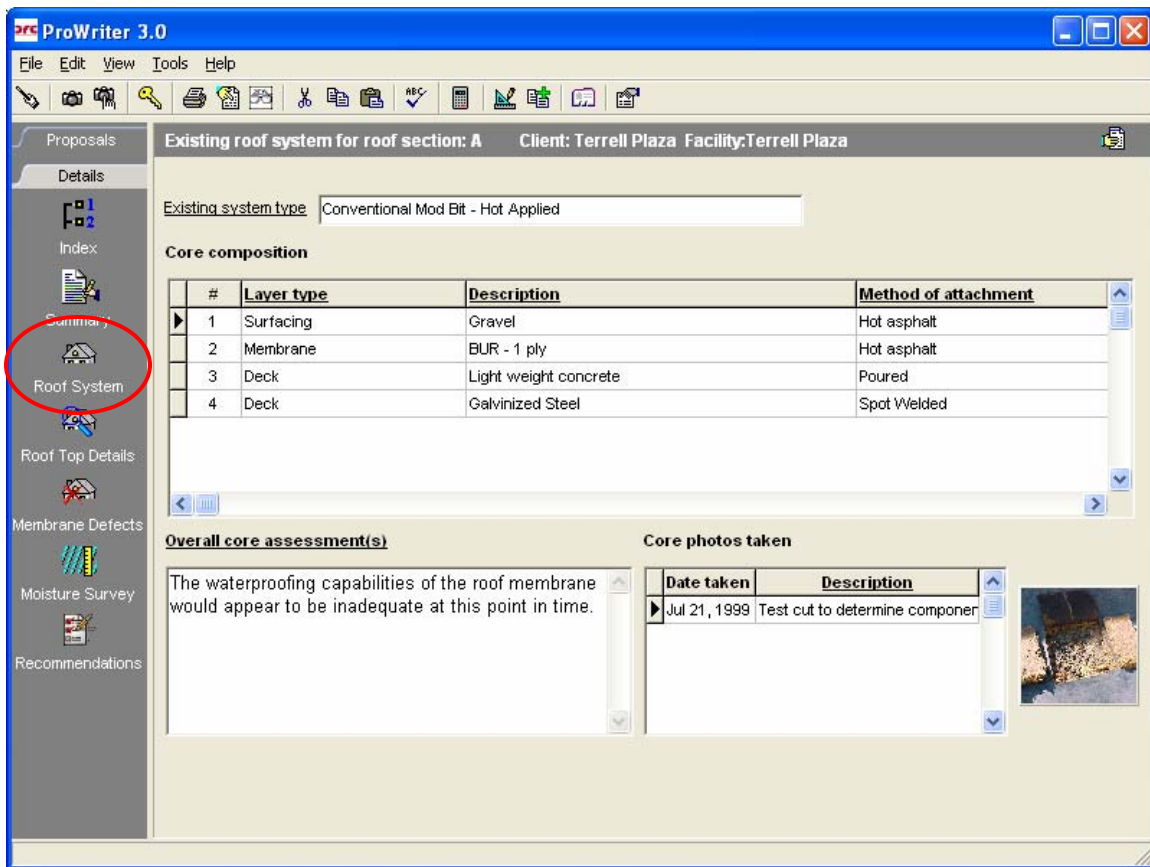 prc ProWriter 3.0
File Edit View Tools Help
ABC
Proposals
Existing roof system for roof section: A Client: Terrell Plaza Facility:Terrell Plaza
Details
1
2
Index
Summary
Roof System
Roof Top Details
Membrane Defects
Moisture Survey
Recommendations
Existing system type Conventional Mod Bit - Hot Applied
Core composition
# Layer type Description Method of attachment
1 Surfacing Gravel Hot asphalt
2 Membrane BUR - 1 ply Hot asphalt
3 Deck Light weight concrete Poured
4 Deck Galvinized Steel Spot Welded
Overall core assessment(s)
The waterproofing capabilities of the roof membrane
would appear to be inadequate at this point in time.
Core photos taken
Date taken Description
Jul 21, 1999 Test cut to determine componer